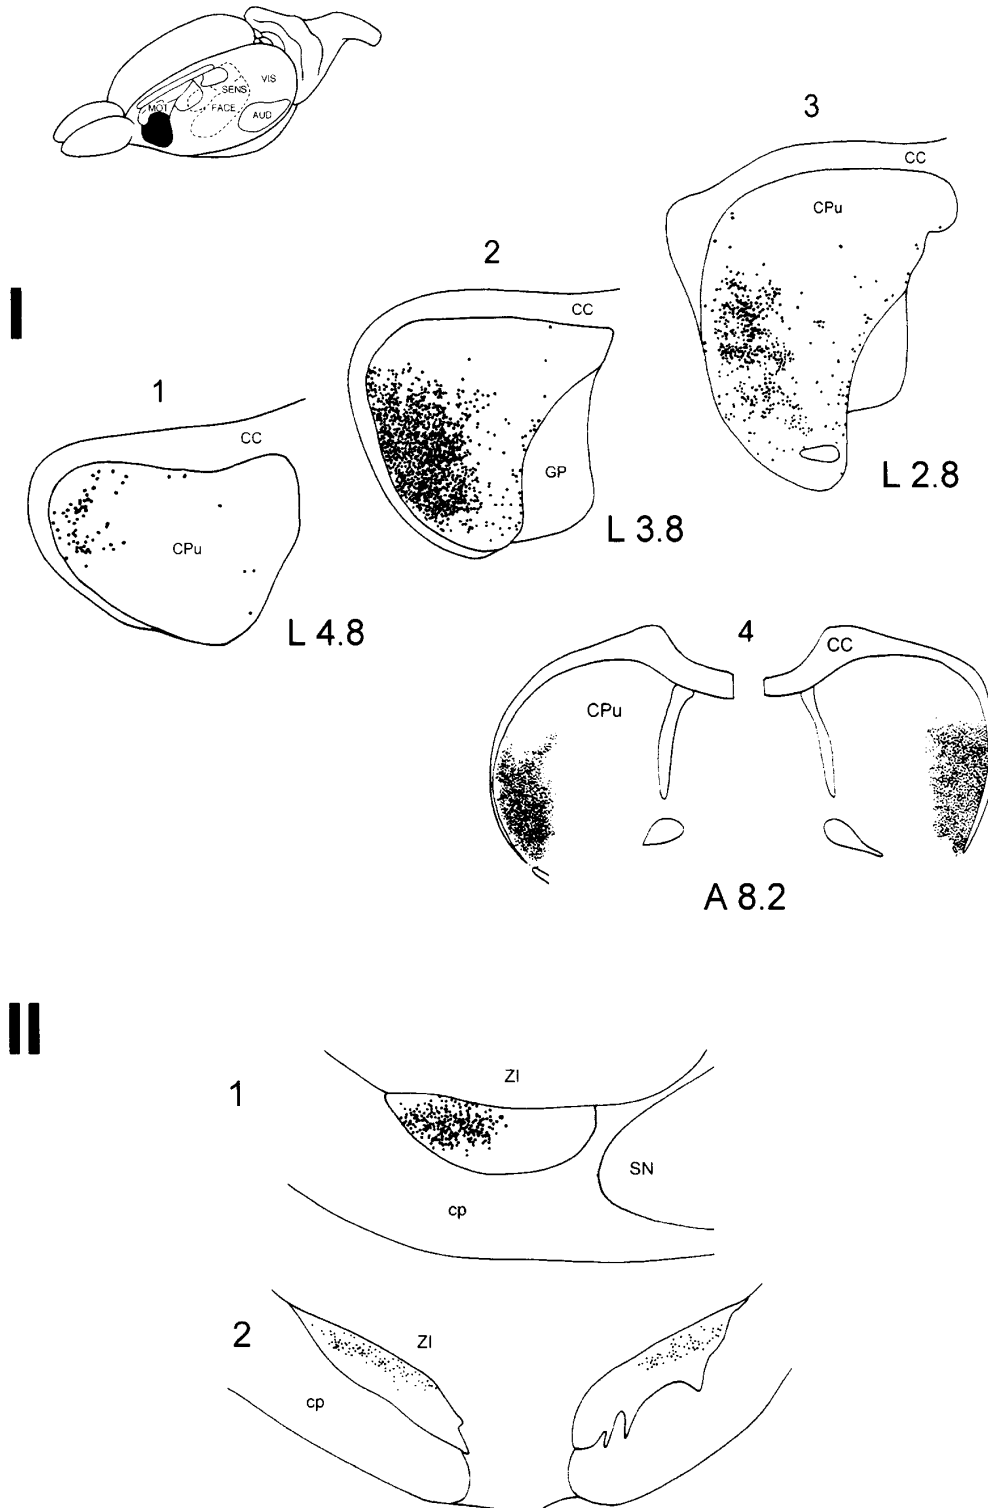 MOT
SENS
FACE
VIS
AUD
I
1
CC
CPu
L 4.8
2
CC
GP
L 3.8
3
CC
CPu
L 2.8
4
CC
CPu
A 8.2
II
1
ZI
SN
cp
2
ZI
cp